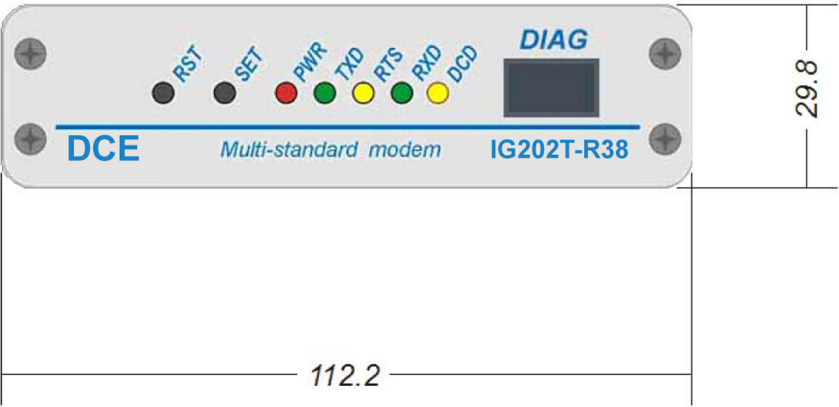 DIAG
RST SET PWR TXD RTS RXD DCD
DCE Multi-standard modem IG202T-R38
29.8
112.2